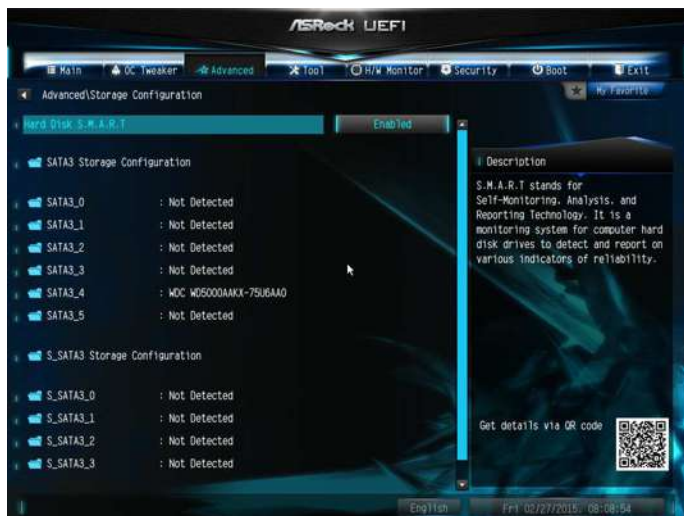 ASRock UEFI
Main
OC Tweaker
Advanced
Tool
H/W Monitor
Security
Boot
Exit
Advanced\Storage Configuration
My Favorite
Hard Disk S.M.A.R.T
Enabled
SATA3 Storage Configuration
SATA3_0 : Not Detected
SATA3_1 : Not Detected
SATA3_2 : Not Detected
SATA3_3 : Not Detected
SATA3_4 : WDC WD5000AAKX-75U6AA0
SATA3_5 : Not Detected
S_SATA3 Storage Configuration
S_SATA3_0 : Not Detected
S_SATA3_1 : Not Detected
S_SATA3_2 : Not Detected
S_SATA3_3 : Not Detected
Description
S.M.A.R.T stands for
Self-Monitoring, Analysis, and
Reporting Technology. It is a
monitoring system for computer hard
disk drives to detect and report on
various indicators of reliability.
Get details via QR code
English
Fri 02/27/2015, 08:08:54